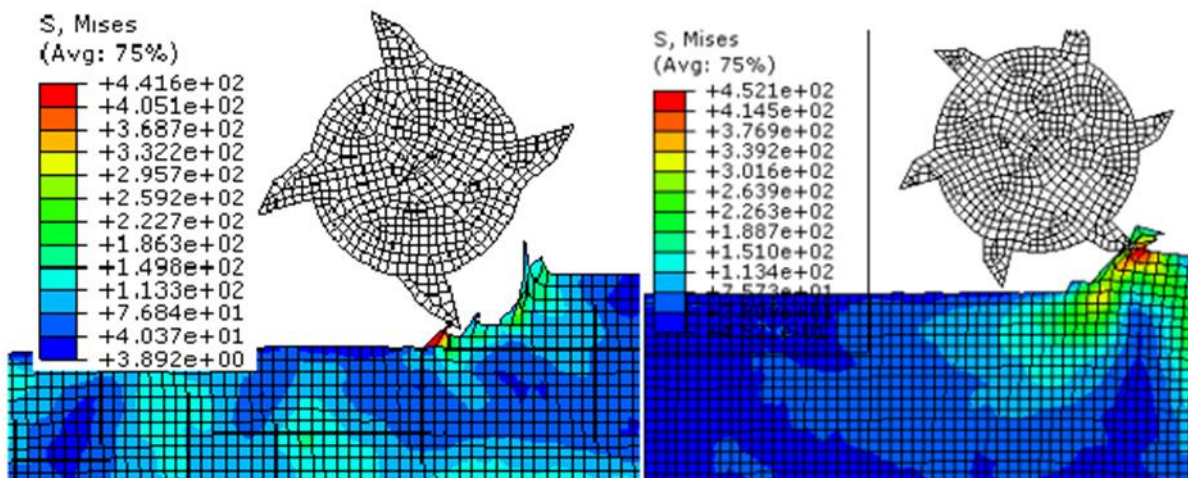 S, Mises
(Avg: 75%)
+4.416e+02
+4.051e+02
+3.687e+02
+3.322e+02
+2.957e+02
+2.592e+02
+2.227e+02
+1.863e+02
+1.498e+02
+1.133e+02
+7.684e+01
+4.037e+01
+3.892e+00
S, Mises
(Avg: 75%)
+4.521e+02
+4.145e+02
+3.769e+02
+3.392e+02
+3.016e+02
+2.639e+02
+2.263e+02
+1.887e+02
+1.510e+02
+1.134e+02
+7.573e+01